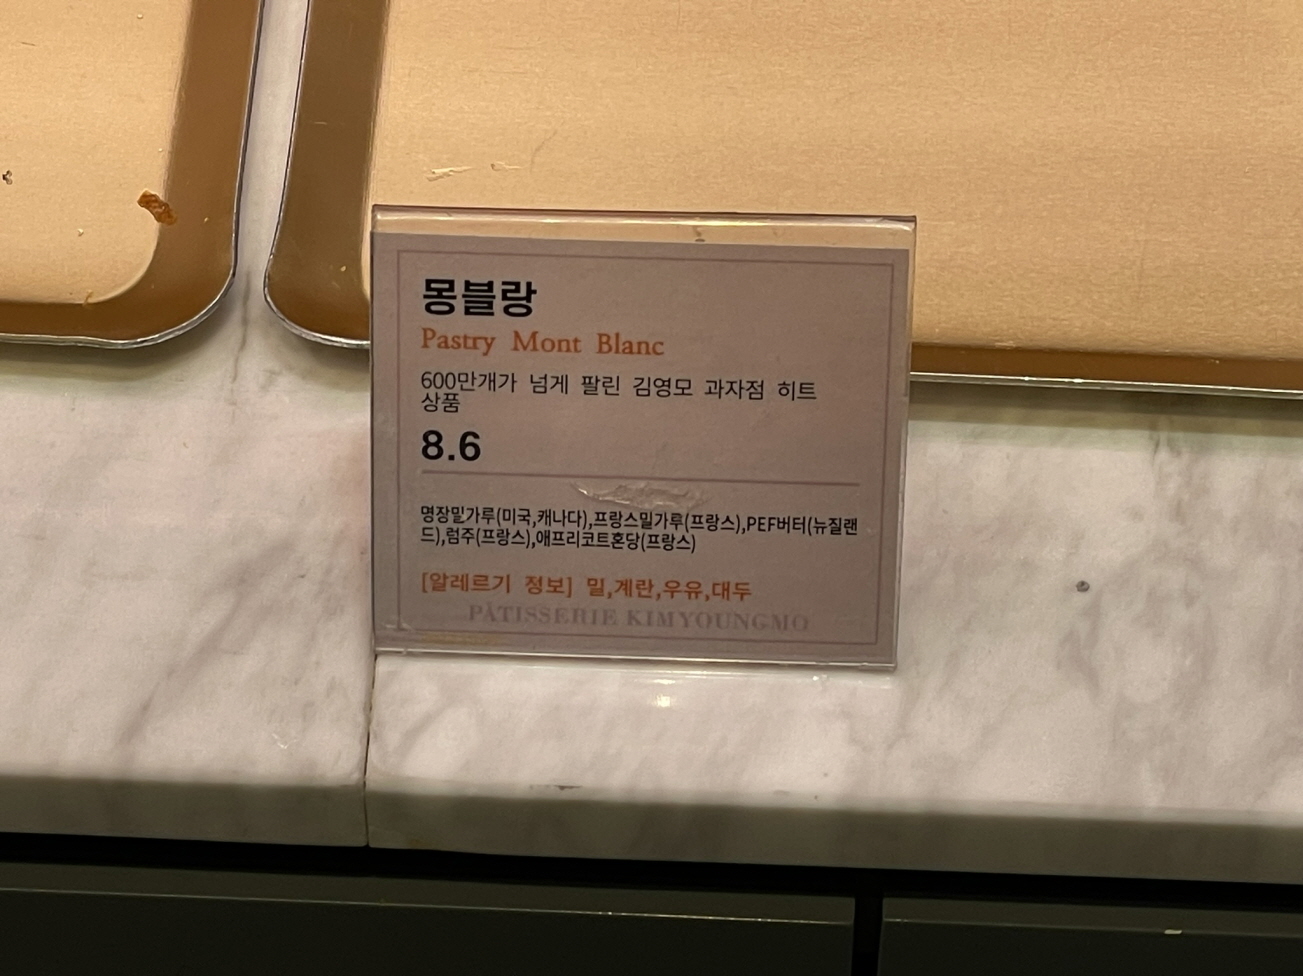 몽블랑
Pastry Mont Blanc
600만개가 넘게 팔린 김영모 과자점 히트
상품
8.6
명장밀가루(미국,캐나다),프랑스밀가루(프랑스),PEF버터(뉴질랜
드),럼주(프랑스),애프리코트혼당(프랑스)
[알레르기 정보] 밀,계란,우유,대두
PÂTISSERIE KIMYOUNGMO